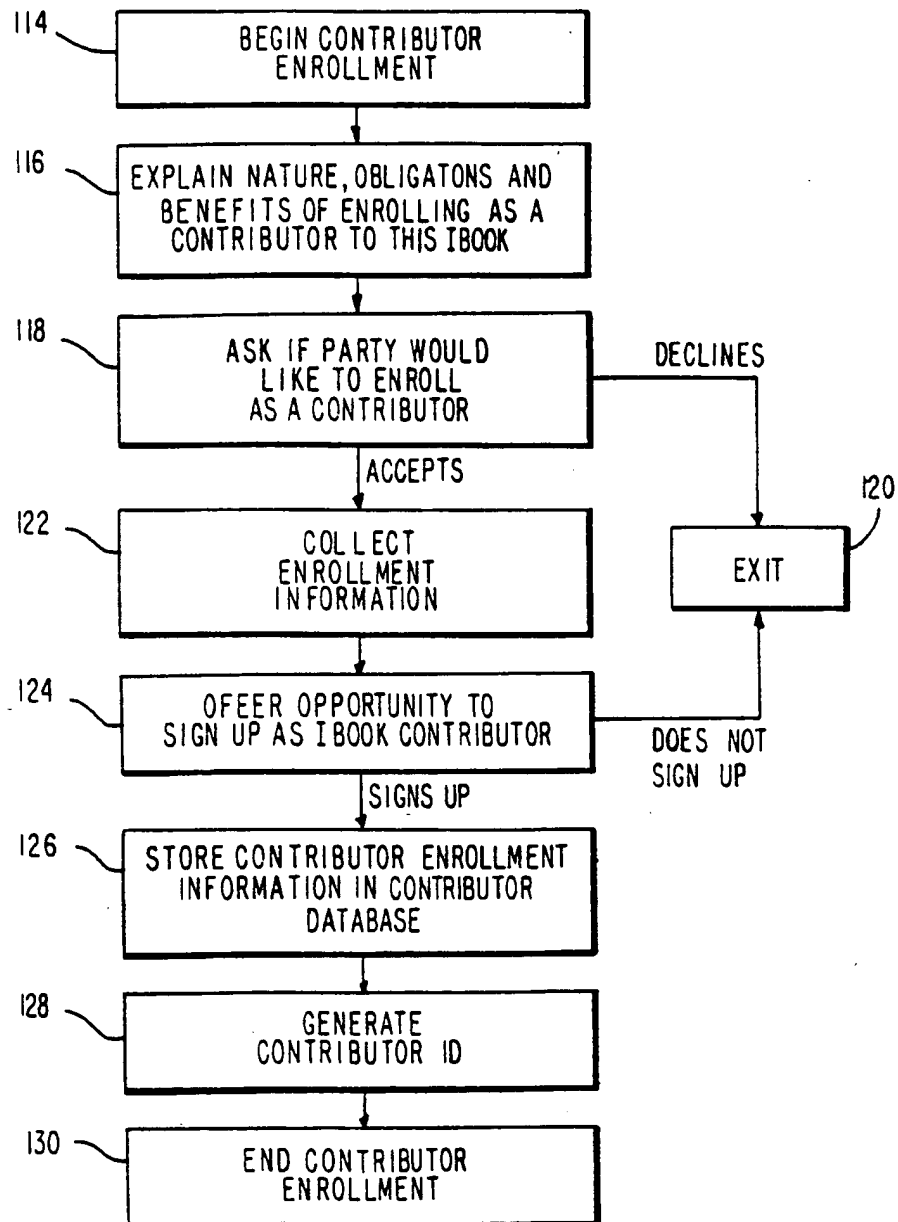 114
BEGIN CONTRIBUTOR
ENROLLMENT
116
EXPLAIN NATURE, OBLIGATONS AND
BENEFITS OF ENROLLING AS A
CONTRIBUTOR TO THIS IBOOK
118
ASK IF PARTY WOULD
LIKE TO ENROLL
AS A CONTRIBUTOR
DECLINES
ACCEPTS
120
EXIT
122
COLLECT
ENROLLMENT
INFORMATION
124
OFEER OPPORTUNITY TO
SIGN UP AS IBOOK CONTRIBUTOR
DOES NOT
SIGN UP
SIGNS UP
126
STORE CONTRIBUTOR ENROLLMENT
INFORMATION IN CONTRIBUTOR
DATABASE
128
GENERATE
CONTRIBUTOR ID
130
END CONTRIBUTOR
ENROLLMENT